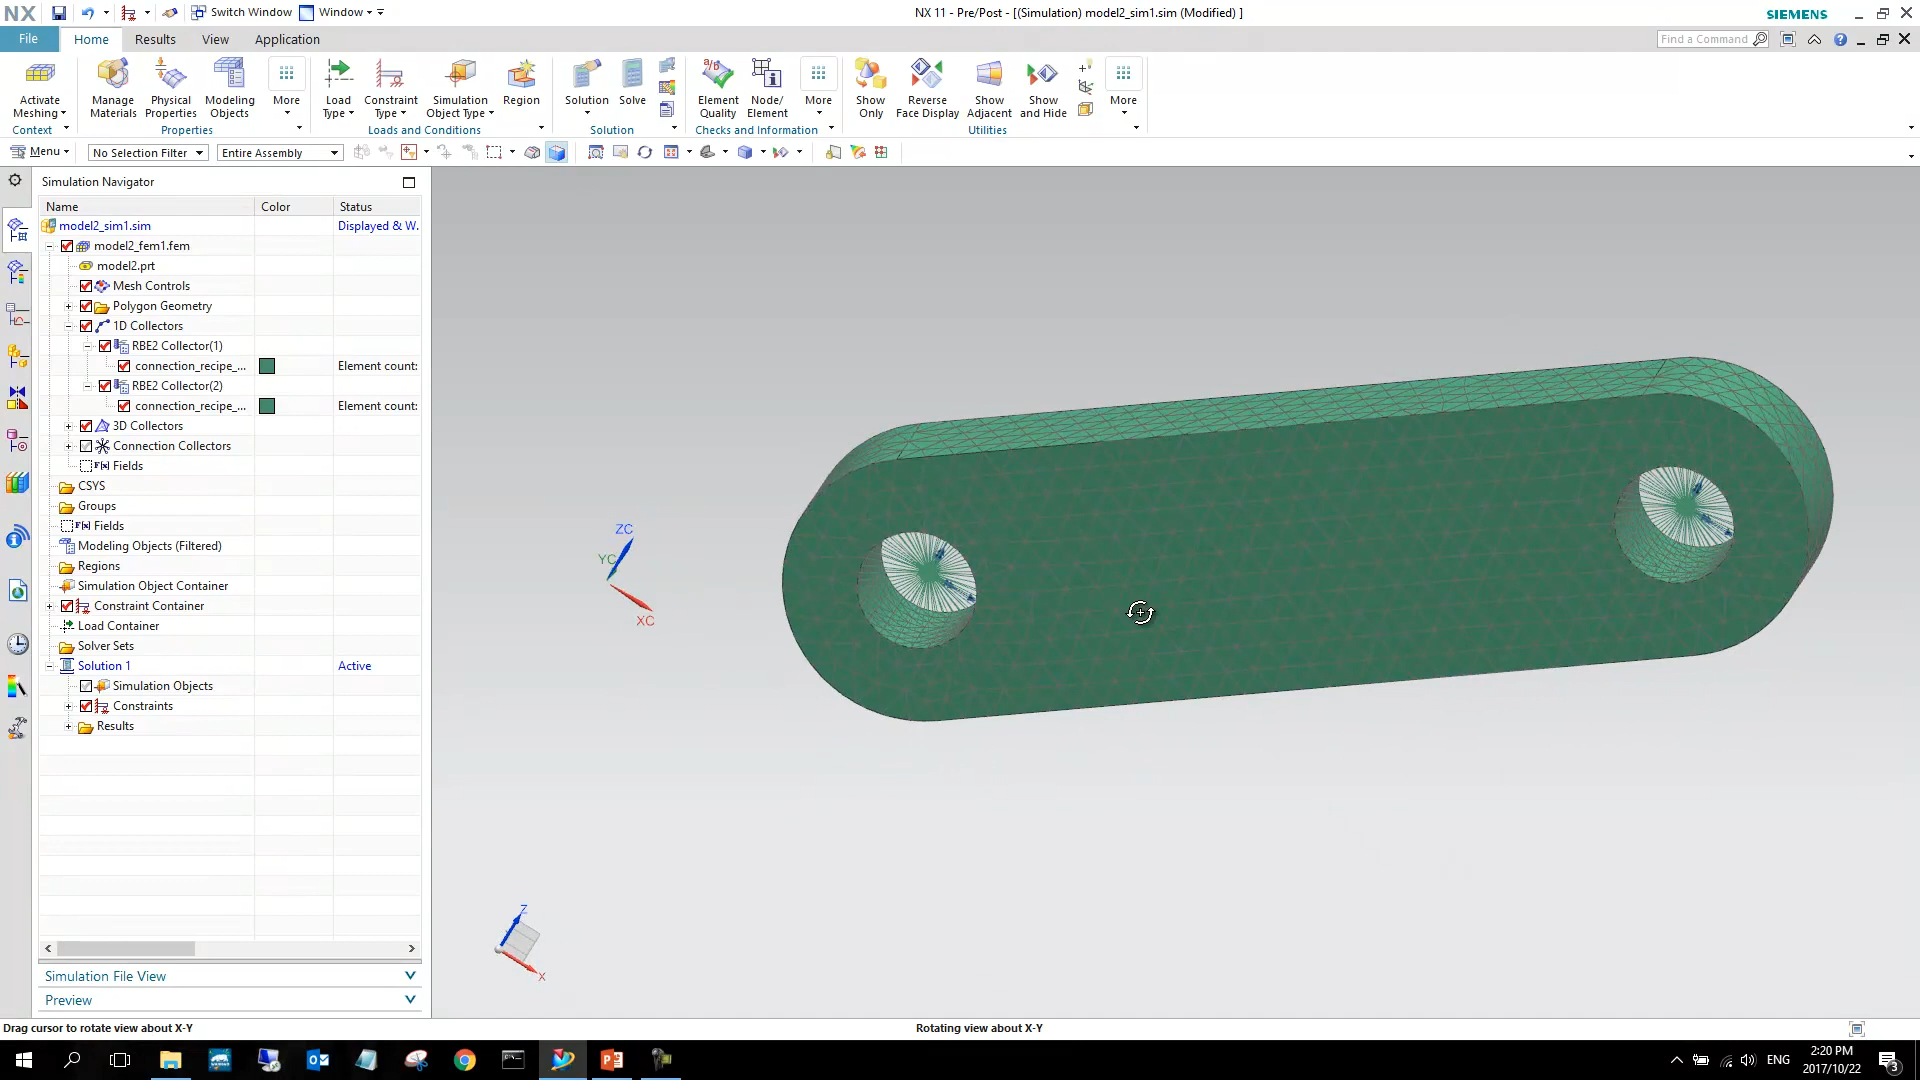 NX
Switch Window
Window
NX 11 - Pre/Post - [(Simulation) model2_sim1.sim (Modified) ]
SIEMENS
File
Home
Results
View
Application
Find a Command
Activate Meshing
Manage Materials
Physical Properties
Modeling Objects
More
Load Type
Constraint Type
Simulation Object Type
Region
Solution
Solve
Element Quality
Node/ Element
More
Show Only
Reverse Face Display
Show Adjacent
Show and Hide
More
Context
Properties
Loads and Conditions
Solution
Checks and Information
Utilities
Menu
No Selection Filter
Entire Assembly
Simulation Navigator
Name
Color
Status
model2_sim1.sim
Displayed & W.
model2_fem1.fem
model2.prt
Mesh Controls
Polygon Geometry
1D Collectors
RBE2 Collector(1)
connection_recipe_...
Element count:
RBE2 Collector(2)
connection_recipe_...
Element count:
3D Collectors
Connection Collectors
Fields
CSYS
Groups
Fields
Modeling Objects (Filtered)
Regions
Simulation Object Container
Constraint Container
Load Container
Solver Sets
Solution 1
Active
Simulation Objects
Constraints
Results
ZC
YC
XC
Z
X
Simulation File View
Preview
Drag cursor to rotate view about X-Y
Rotating view about X-Y
ENG
2:20 PM
2017/10/22
3